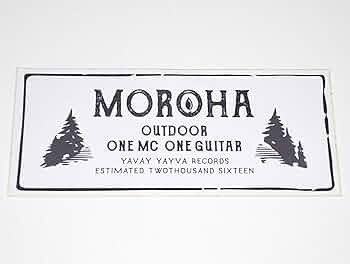 MOROHA
OUTDOOR
ONE MC ONE GUITAR
YAVAY YAYVA RECORDS
ESTIMATED TWOTHOUSAND SIXTEEN